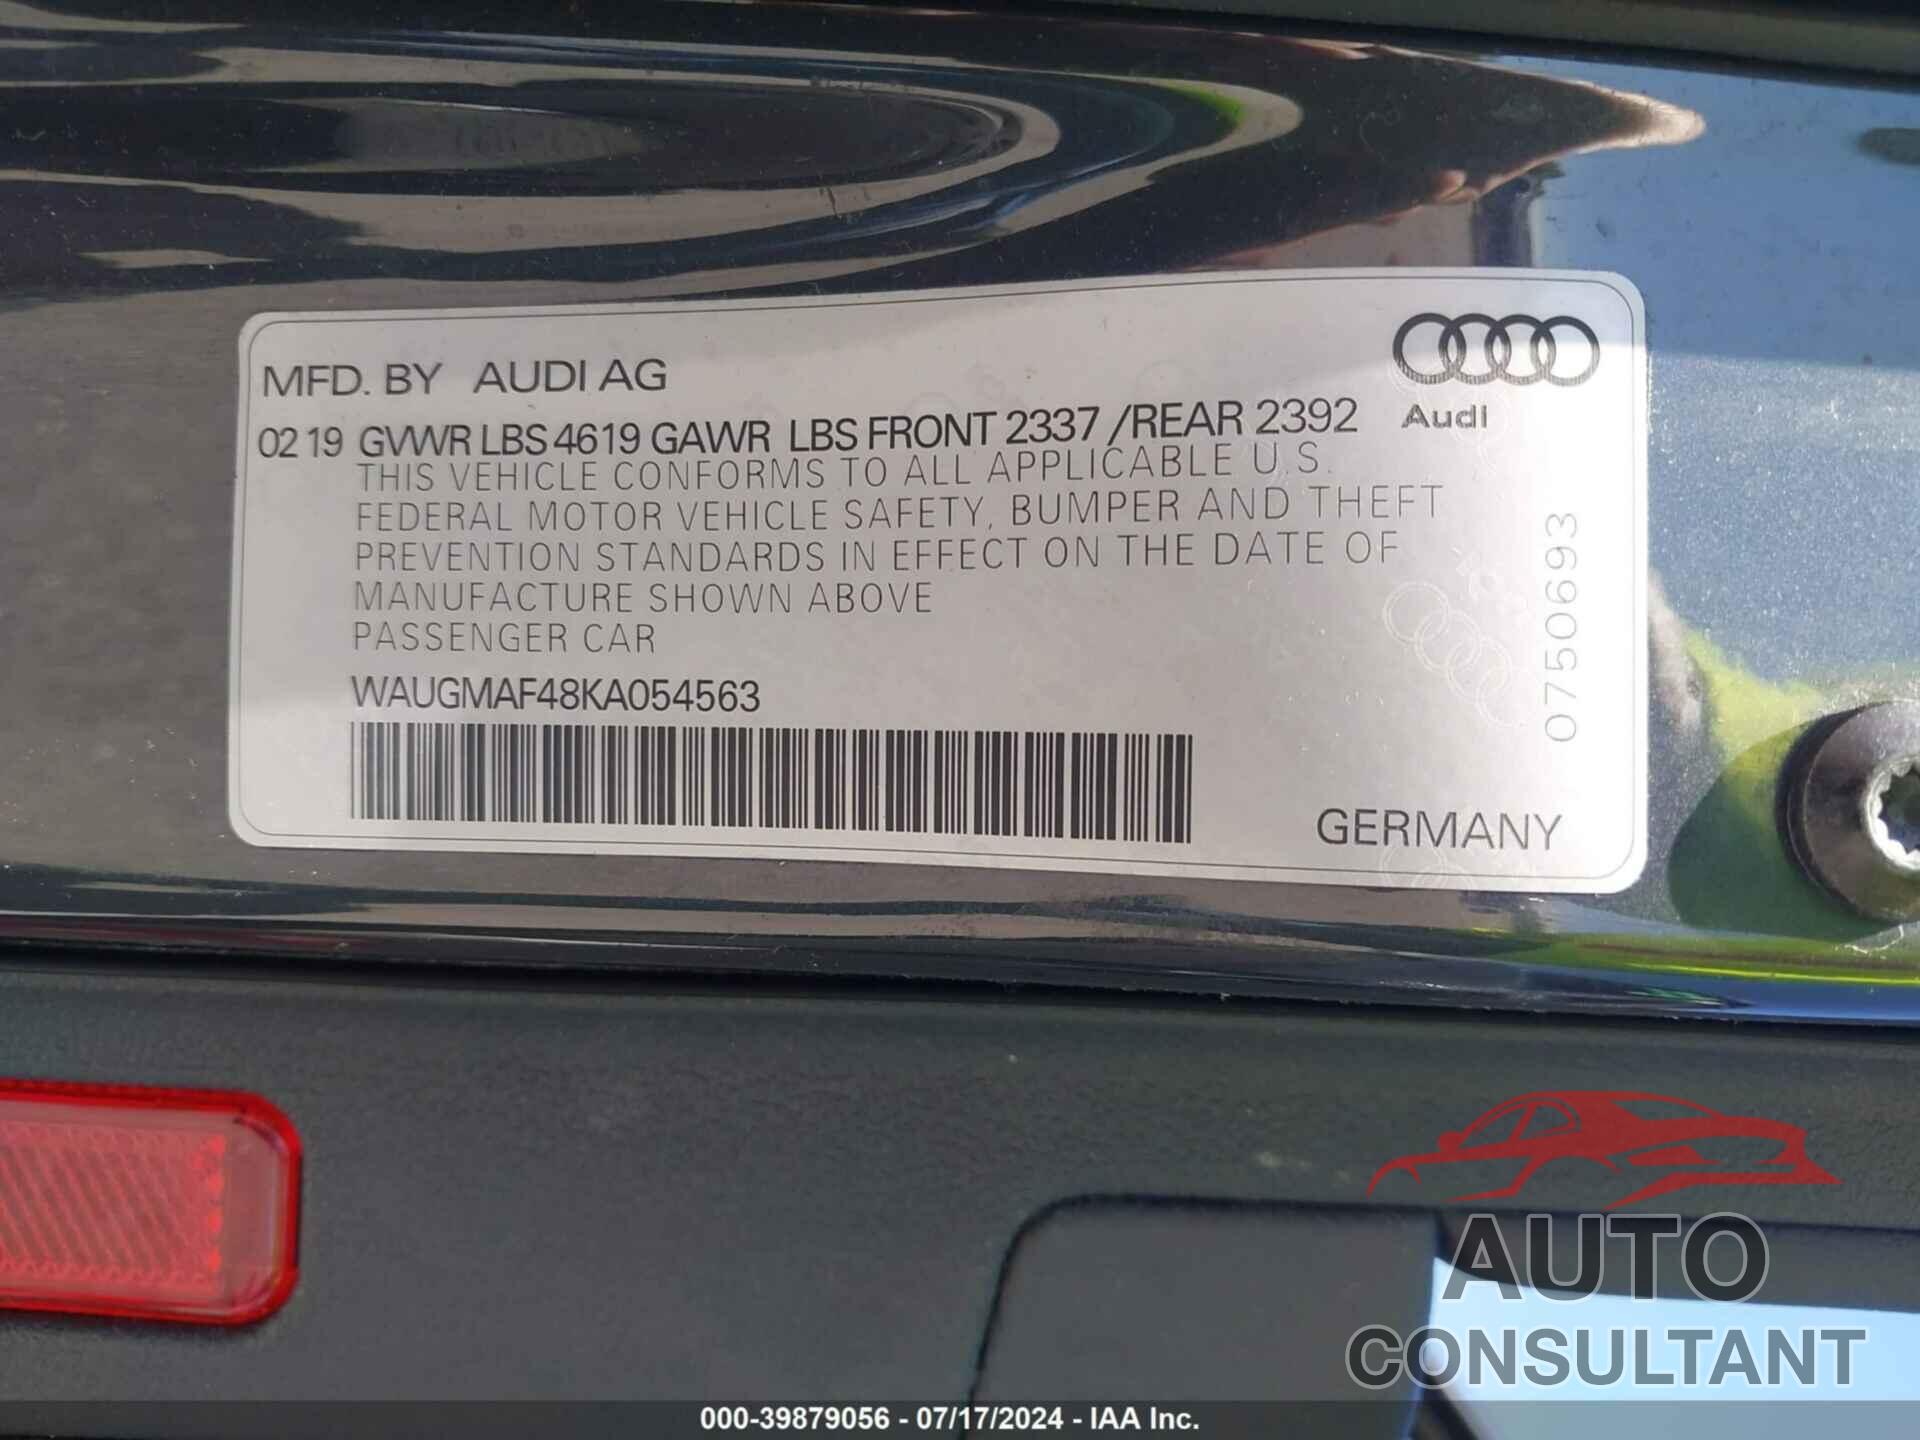 MFD. BY AUDI AG
Audi
02 19 GVWR LBS 4619 GAWR LBS FRONT 2337 /REAR 2392
THIS VEHICLE CONFORMS TO ALL APPLICABLE U.S.
FEDERAL MOTOR VEHICLE SAFETY, BUMPER AND THEFT
PREVENTION STANDARDS IN EFFECT ON THE DATE OF
MANUFACTURE SHOWN ABOVE
PASSENGER CAR
WAUGMAF48KA054563
0750693
GERMANY
AUTO
CONSULTANT
000-39879056 - 07/17/2024 - IAA Inc.